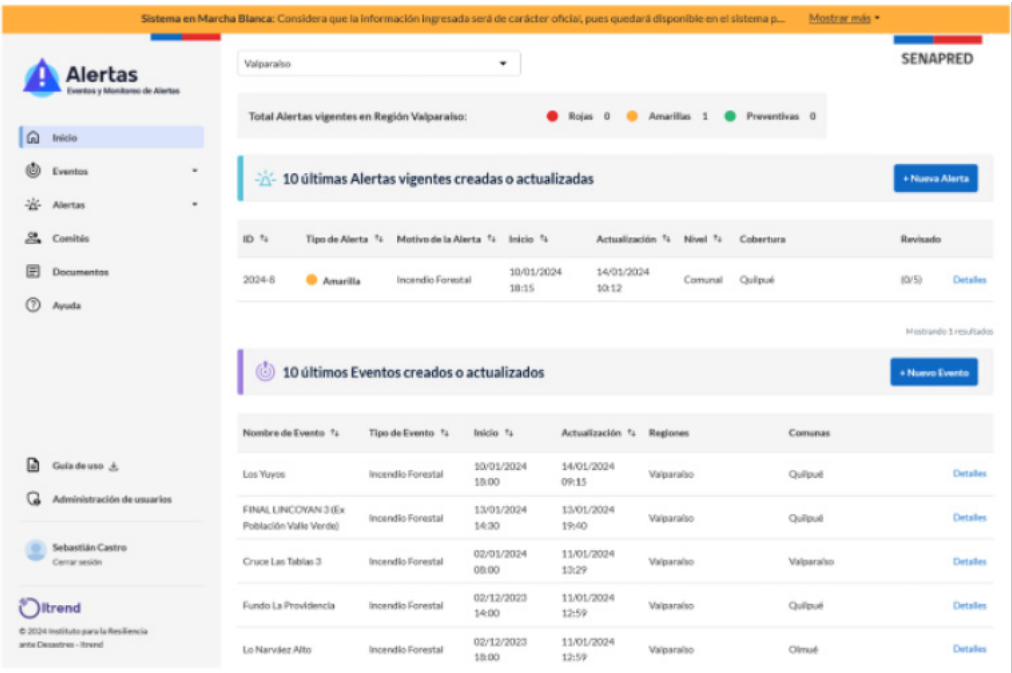 Sistema en Marcha Blanca: Considera que la información ingresada será de carácter oficial, pues quedará disponible en el sistema p... Mostrar más
Alertas
Eventos y Monitoreo de Alertas
Inicio
Eventos
Alertas
Comités
Documentos
Ayuda
Guía de uso
Administración de usuarios
Sebastián Castro
Cerrar sesión
Itrend
© 2024 Instituto para la Resiliencia
ante Desastres - Itrend
Valparaíso
SENAPRED
Total Alertas vigentes en Región Valparaíso: Rojas 0 Amarillas 1 Preventivas 0
10 últimas Alertas vigentes creadas o actualizadas
+ Nueva Alerta
ID Tipo de Alerta Motivo de la Alerta Inicio Actualización Nivel Cobertura Revisado
2024-8 Amarilla Incendio Forestal 10/01/2024 18:15 14/01/2024 10:12 Comunal Quilpué (0/5) Detalles
Mostrando 1 resultados
10 últimos Eventos creados o actualizados
+ Nuevo Evento
Nombre de Evento Tipo de Evento Inicio Actualización Regiones Comunas
Los Yuyos Incendio Forestal 10/01/2024 18:00 14/01/2024 09:15 Valparaíso Quilpué Detalles
FINAL LINCOYAN 3 (Ex Población Valle Verde) Incendio Forestal 13/01/2024 14:30 13/01/2024 19:40 Valparaíso Quilpué Detalles
Cruce Las Tablas 3 Incendio Forestal 02/01/2024 08:00 11/01/2024 13:29 Valparaíso Valparaíso Detalles
Fundo La Providencia Incendio Forestal 02/12/2023 14:00 11/01/2024 12:59 Valparaíso Quilpué Detalles
Lo Narváez Alto Incendio Forestal 02/12/2023 18:00 11/01/2024 12:59 Valparaíso Olmué Detalles